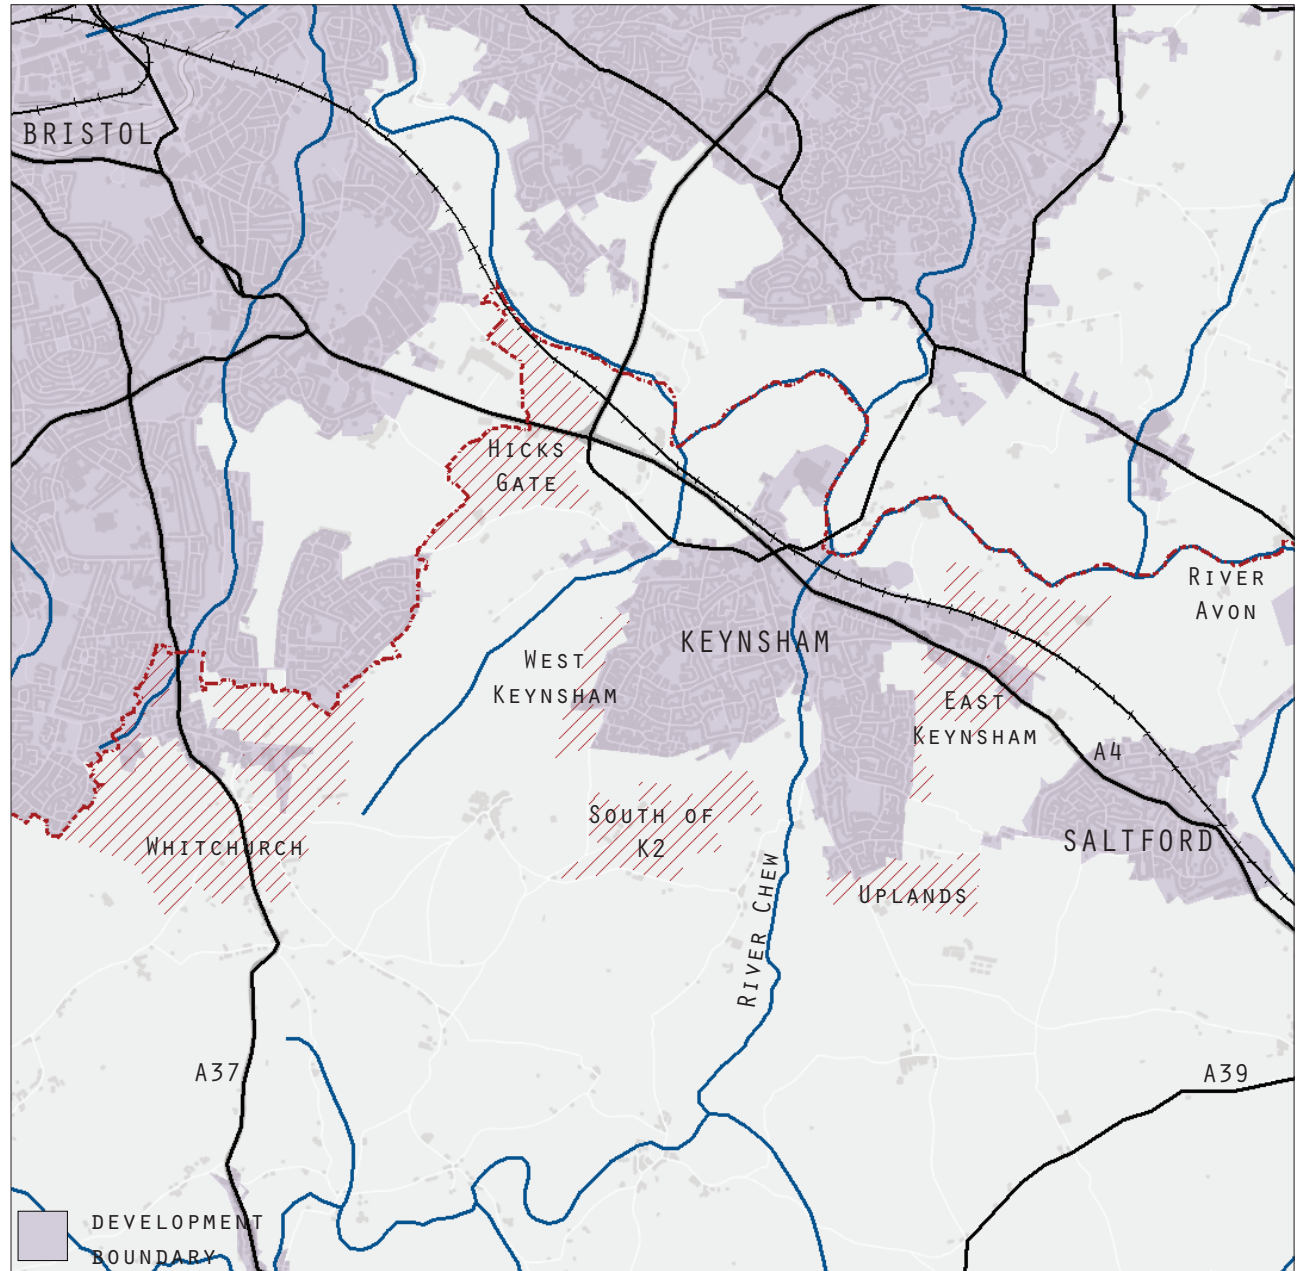 BRISTOL
HICKS
GATE
RIVER
AVON
KEYNSHAM
WEST
KEYNSHAM
EAST
KEYNSHAM
A4
SOUTH OF
K2
WHITCHURCH
SALTFORD
UPLANDS
RIVER CHEW
A37
A39
DEVELOPMENT
BOUNDARY